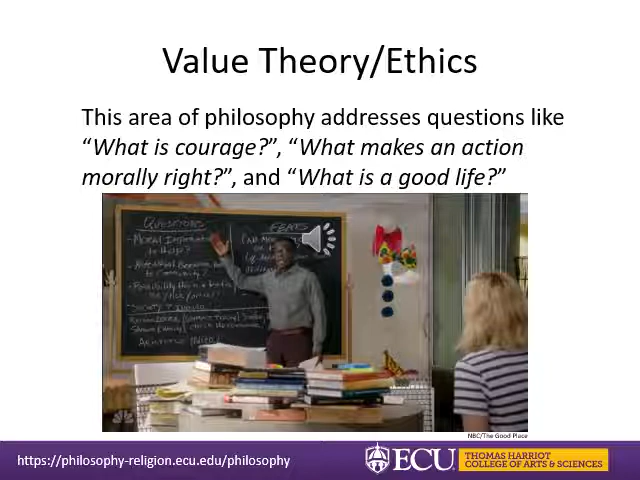 Value Theory/Ethics
This area of philosophy addresses questions like
“What is courage?”, “What makes an action
morally right?”, and “What is a good life?”
QUESTIONS
FEATS
NBC/The Good Place
https://philosophy-religion.ecu.edu/philosophy
ECU
THOMAS HARRIOT
COLLEGE OF ARTS & SCIENCES